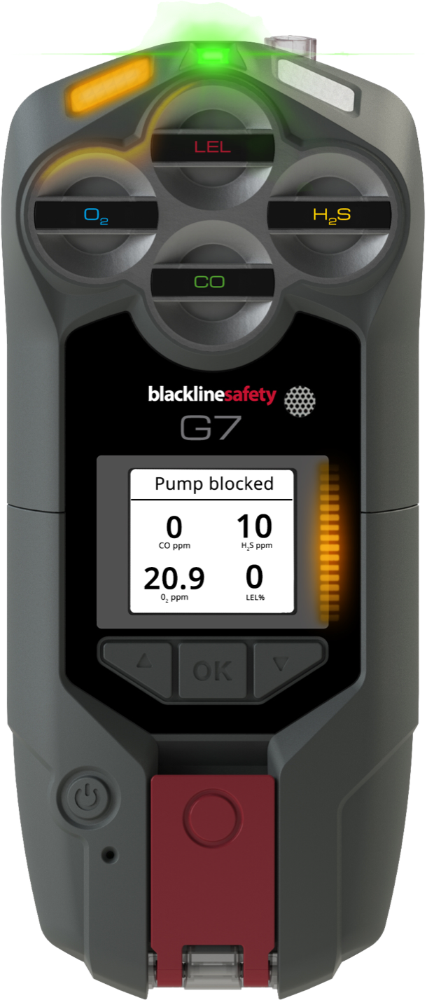 LEL
O₂
H₂S
CO
blacklinesafety
G7
Pump blocked
0 10
CO ppm H₂S ppm
20.9 0
0₂ ppm LEL%
OK